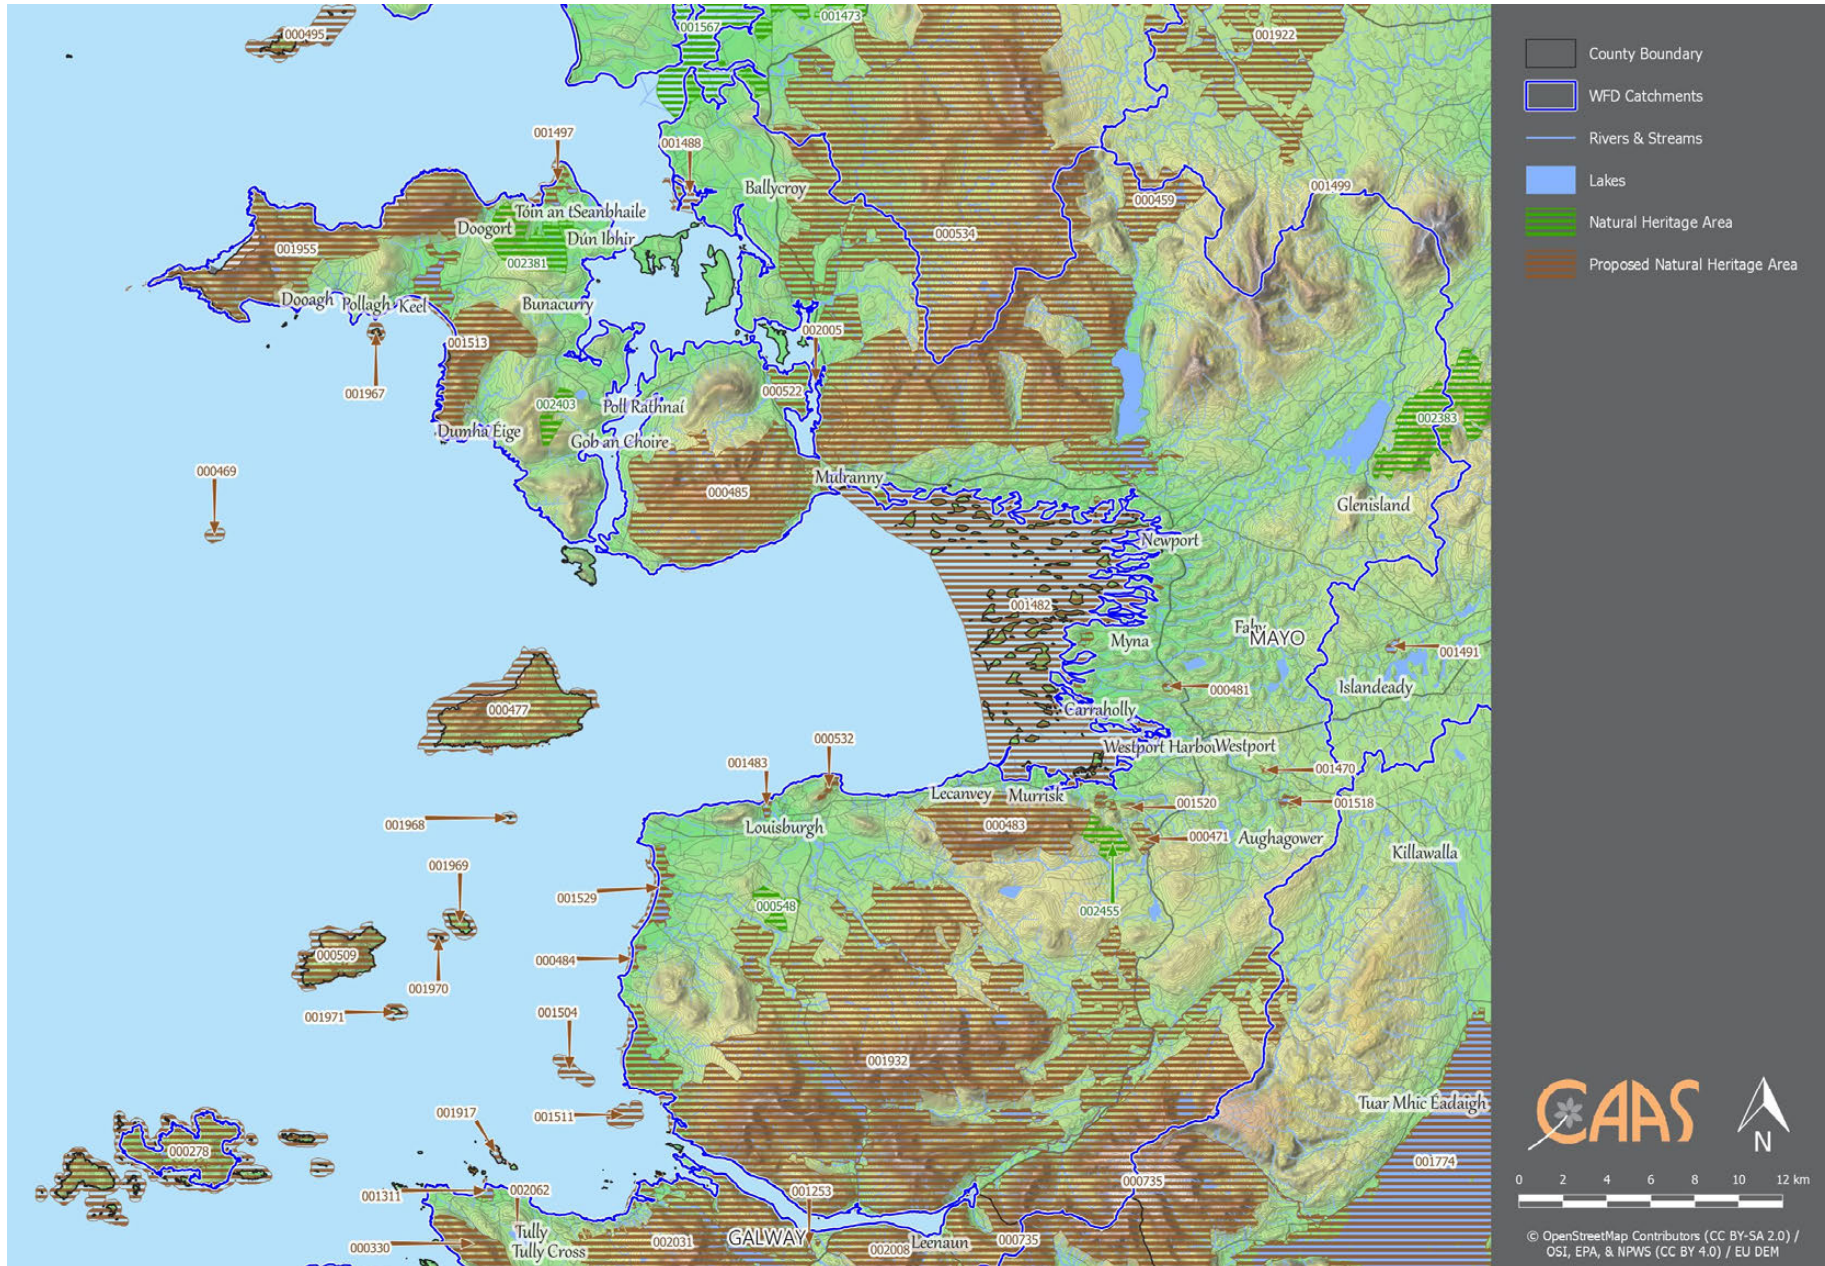 000495
001567
001473
001922
001497
001488
Ballycroy
001499
000459
Tóin an tSeanbhaile
Doogort
Dún Ibhir
000534
001955
002381
Dooagh
Pollagh
Keel
Bunacurry
002005
001513
001967
000522
002403
Poll Rathnaí
002383
Dumha Éige
Gob an Choire
000469
Mulranny
000485
Glenisland
Newport
001482
Myna
MAYO
001491
Islandeady
000481
000477
Carraholly
Westport
000532
001483
001470
Lecanvey
Murrisk
001520
001518
001968
Louisburgh
000483
000471
Aughagower
Killawalla
001969
001529
000548
002455
000509
000484
001970
001971
001504
001932
001917
001511
Tuar Mhic Éadaigh
000278
001774
001311
002062
001253
000735
Tully
GALWAY
Tully Cross
000330
002031
002008
Leenaun
000735
County Boundary
WFD Catchments
Rivers & Streams
Lakes
Natural Heritage Area
Proposed Natural Heritage Area
CAAS
N
0 2 4 6 8 10 12 km
© OpenStreetMap Contributors (CC BY-SA 2.0) /
OSI, EPA, & NPWS (CC BY 4.0) / EU DEM